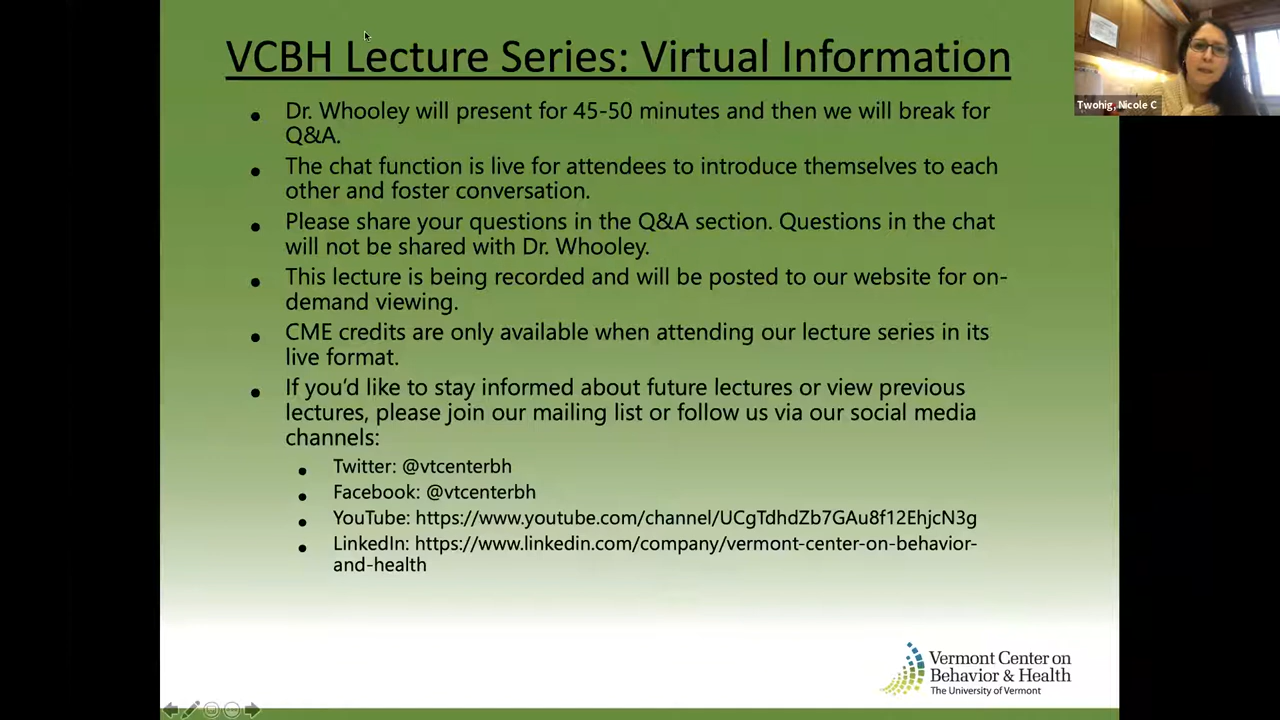 VCBH Lecture Series: Virtual Information
Dr. Whooley will present for 45-50 minutes and then we will break for
Q&A.
The chat function is live for attendees to introduce themselves to each
other and foster conversation.
Please share your questions in the Q&A section. Questions in the chat
will not be shared with Dr. Whooley.
This lecture is being recorded and will be posted to our website for on-
demand viewing.
CME credits are only available when attending our lecture series in its
live format.
If you'd like to stay informed about future lectures or view previous
lectures, please join our mailing list or follow us via our social media
channels:
Twitter: @vtcenterbh
Facebook: @vtcenterbh
YouTube: https://www.youtube.com/channel/UCgTdhdZb7GAu8f12EhjcN3g
LinkedIn: https://www.linkedin.com/company/vermont-center-on-behavior-
and-health
Vermont Center on
Behavior & Health
The University of Vermont
Twohig, Nicole C